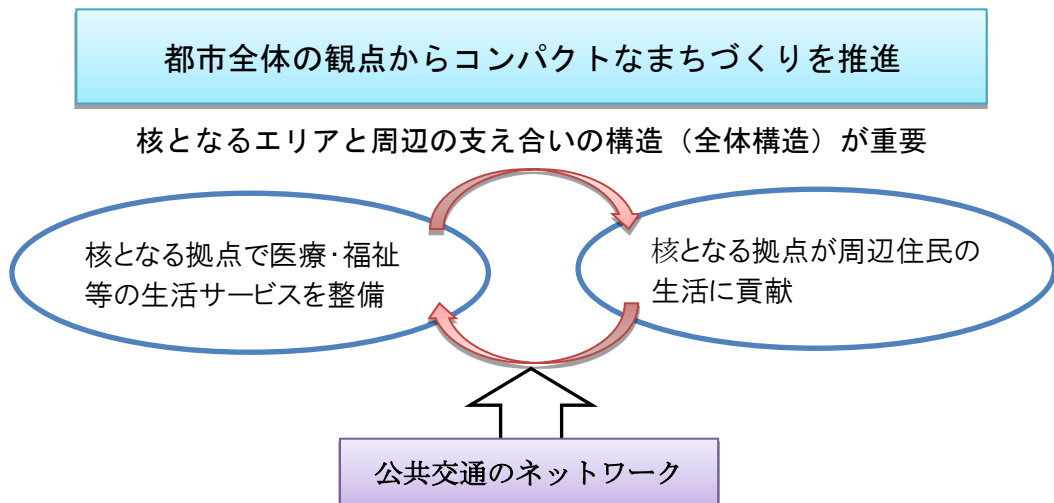 都市全体の観点からコンパクトなまちづくりを推進
核となるエリアと周辺の支え合いの構造（全体構造）が重要
核となる拠点で医療・福祉
等の生活サービスを整備
核となる拠点が周辺住民の
生活に貢献
公共交通のネットワーク